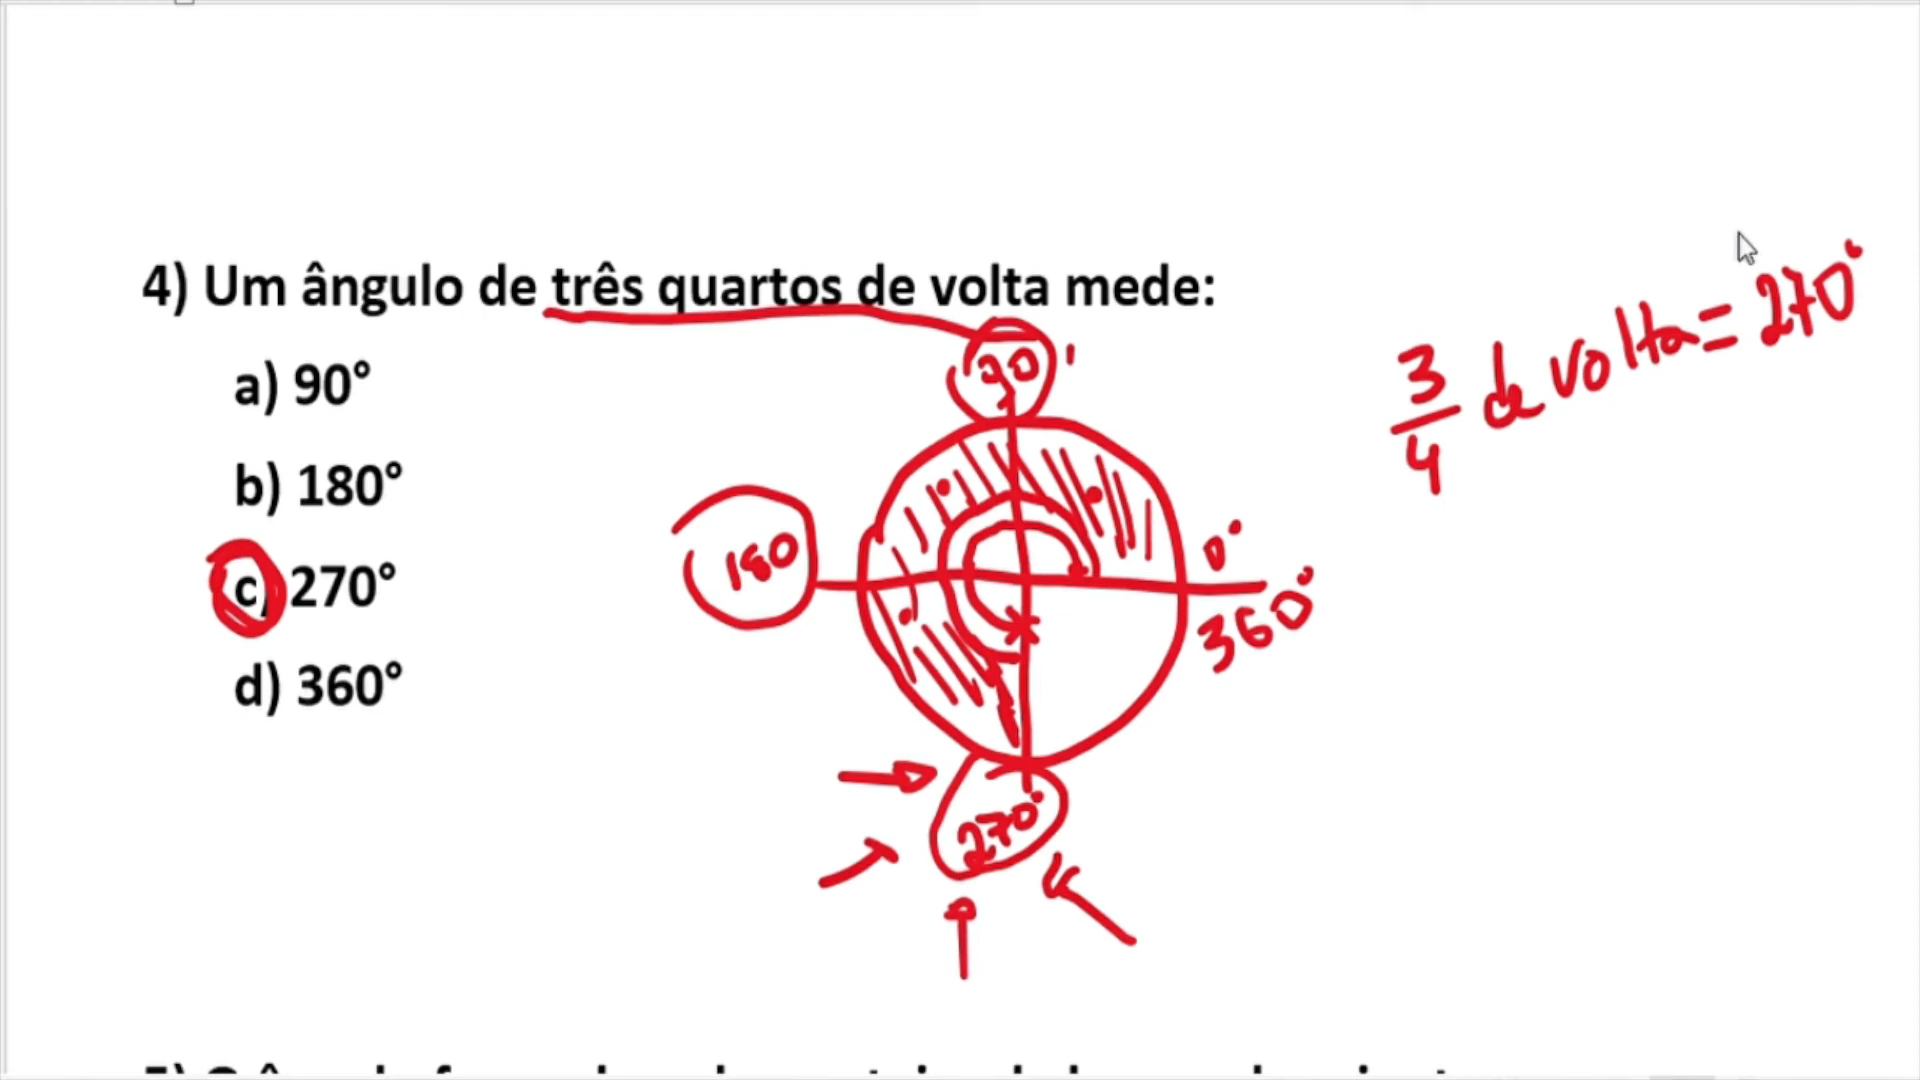 4) Um ângulo de três quartos de volta mede:
a) 90°
b) 180°
c) 270°
d) 360°
90°
180
0°
360°
270°
3/4 de volta = 270°